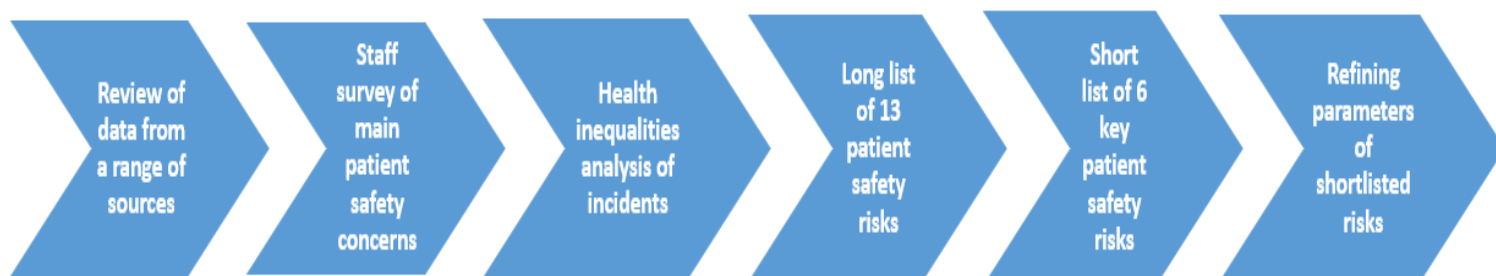 Review of
data from
a range of
sources
Staff
survey of
main
patient
safety
concerns
Health
inequalities
analysis of
incidents
Long list
of 13
patient
safety
risks
Short
list of 6
key
patient
safety
risks
Refining
parameters
of
shortlisted
risks